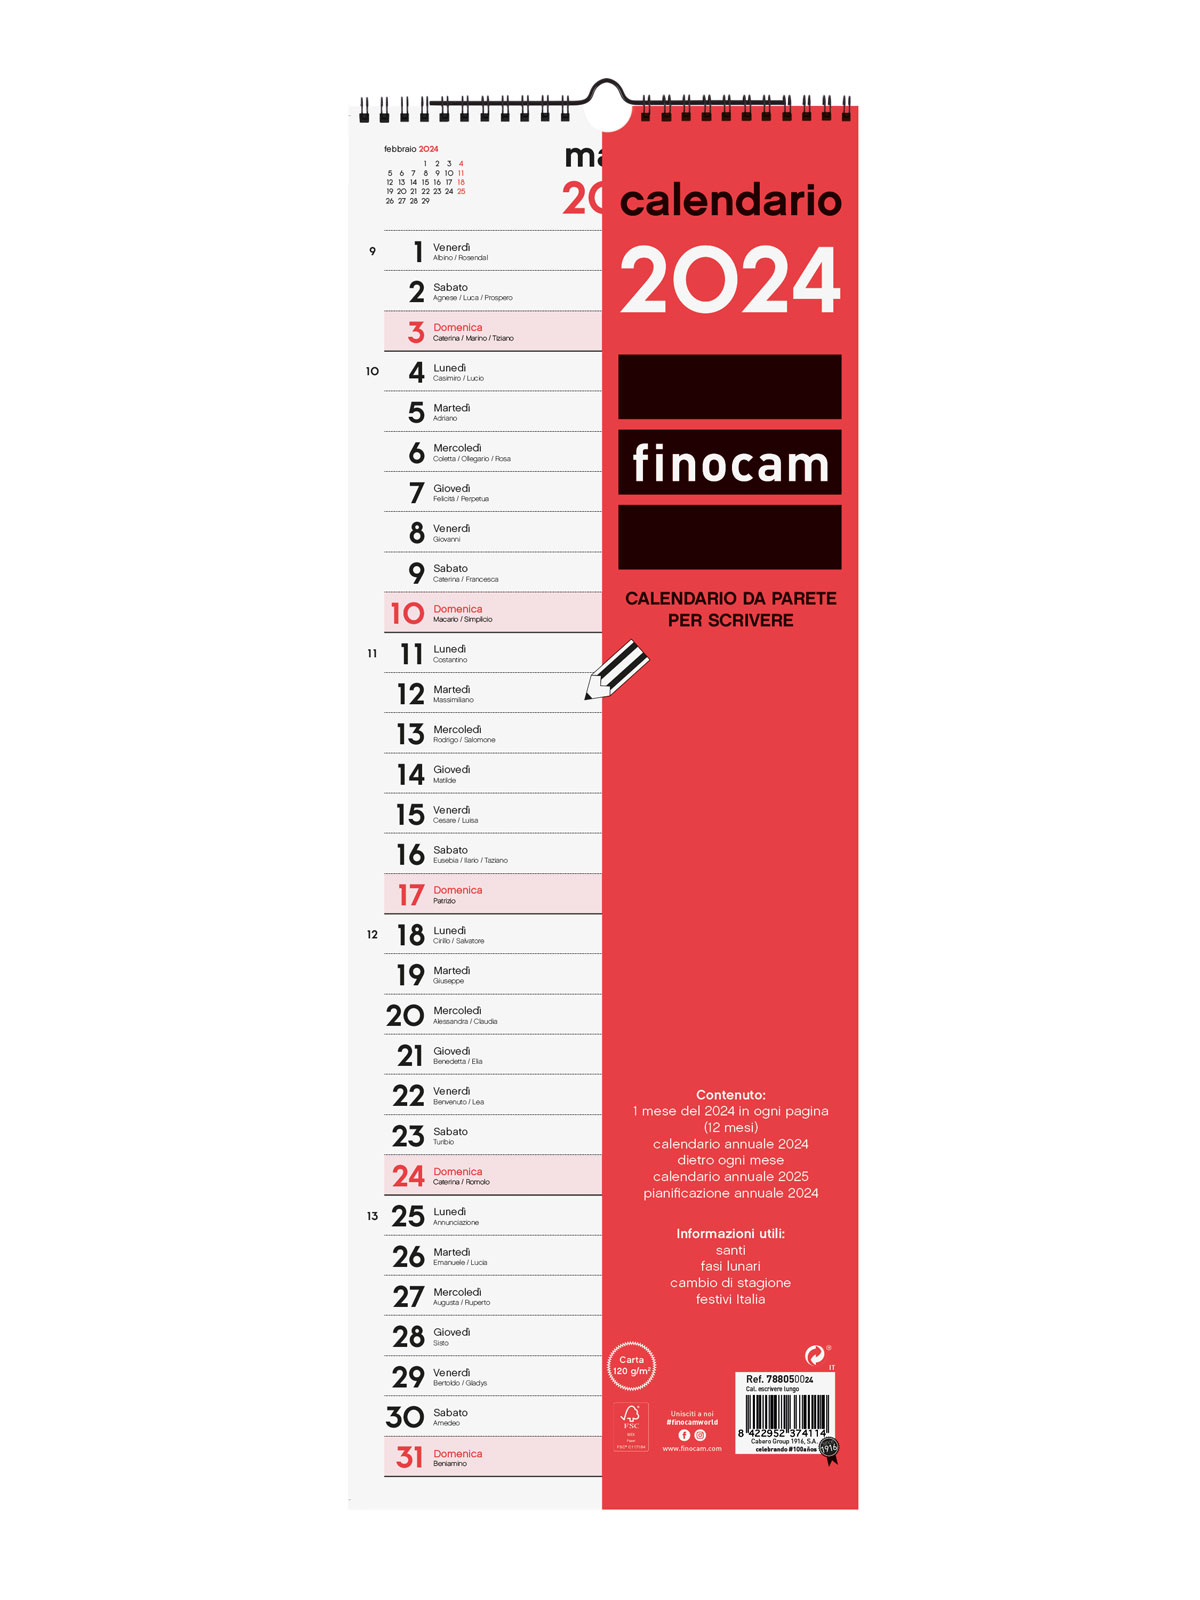 febbraio 2024
1 2 3 4
5 6 7 8 9 10 11
12 13 14 15 16 17 18
19 20 21 22 23 24 25
26 27 28 29
ma
20
9 1 Venerdì
Albino / Rosendal
2 Sabato
Agnese / Luca / Prospero
3 Domenica
Caterina / Marino / Tiziano
10 4 Lunedì
Casimiro / Lucio
5 Martedì
Adriano
6 Mercoledì
Coletta / Ollegario / Rosa
7 Giovedì
Felicità / Perpetua
8 Venerdì
Giovanni
9 Sabato
Caterina / Francesca
10 Domenica
Macario / Simplicio
11 11 Lunedì
Costantino
12 Martedì
Massimiliano
13 Mercoledì
Rodrigo / Salomone
14 Giovedì
Matilde
15 Venerdì
Cesare / Luisa
16 Sabato
Eusebia / Ilario / Taziano
17 Domenica
Patrizio
12 18 Lunedì
Cirillo / Salvatore
19 Martedì
Giuseppe
20 Mercoledì
Alessandra / Claudia
21 Giovedì
Benedetta / Elia
22 Venerdì
Benvenuto / Lea
23 Sabato
Turibio
24 Domenica
Caterina / Romolo
13 25 Lunedì
Annunciazione
26 Martedì
Emanuele / Lucia
27 Mercoledì
Augusta / Ruperto
28 Giovedì
Sisto
29 Venerdì
Bertoldo / Gladys
30 Sabato
Amedeo
31 Domenica
Beniamino
calendario
2024
finocam
CALENDARIO DA PARETE
PER SCRIVERE
Contenuto:
1 mese del 2024 in ogni pagina
(12 mesi)
calendario annuale 2024
dietro ogni mese
calendario annuale 2025
pianificazione annuale 2024
Informazioni utili:
santi
fasi lunari
cambio di stagione
festivi Italia
Carta
120 g/m²
FSC
Unisciti a noi
#finocamworld
www.finocam.com
®
IT
Ref. 788050024
Cal. escrivere lungo
8 422952 374114
Cabero Group 1916, S.A.
celebrando #100años
1916